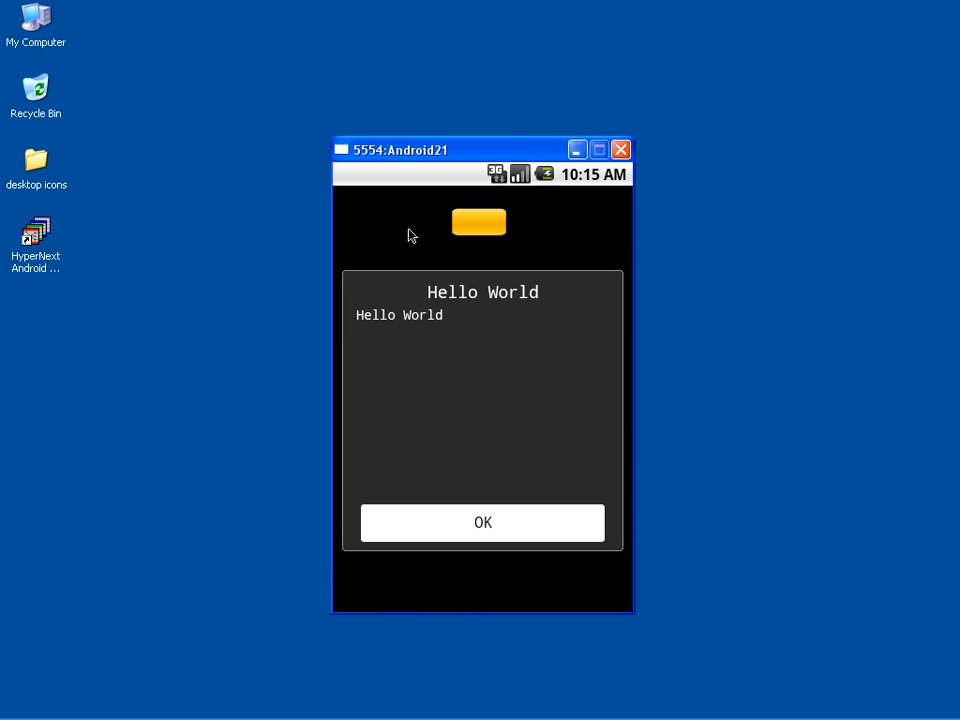 My Computer
Recycle Bin
desktop icons
HyperNext
Android ...
5554:Android21
3G
10:15 AM
Hello World
Hello World
OK